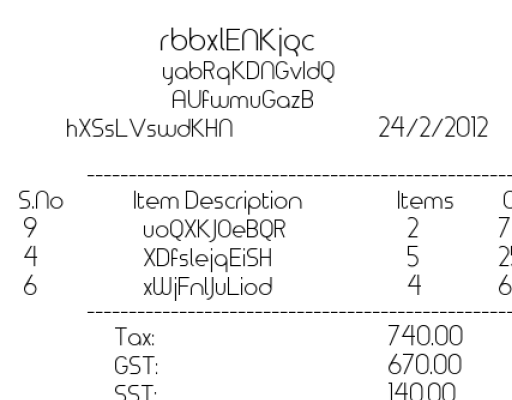 rbbxlENKjqc
yabRqKDNGvldQ
AUfwmuGazB
hXSsLVswdKHN 24/2/2012
S.No Item Description Items
9 uoQXKJOeBQR 2 7
4 XDfslejqEiSH 5
6 xWjFnlJuLiod 4 6
Tax: 740.00
GST: 670.00
SST: 140.00